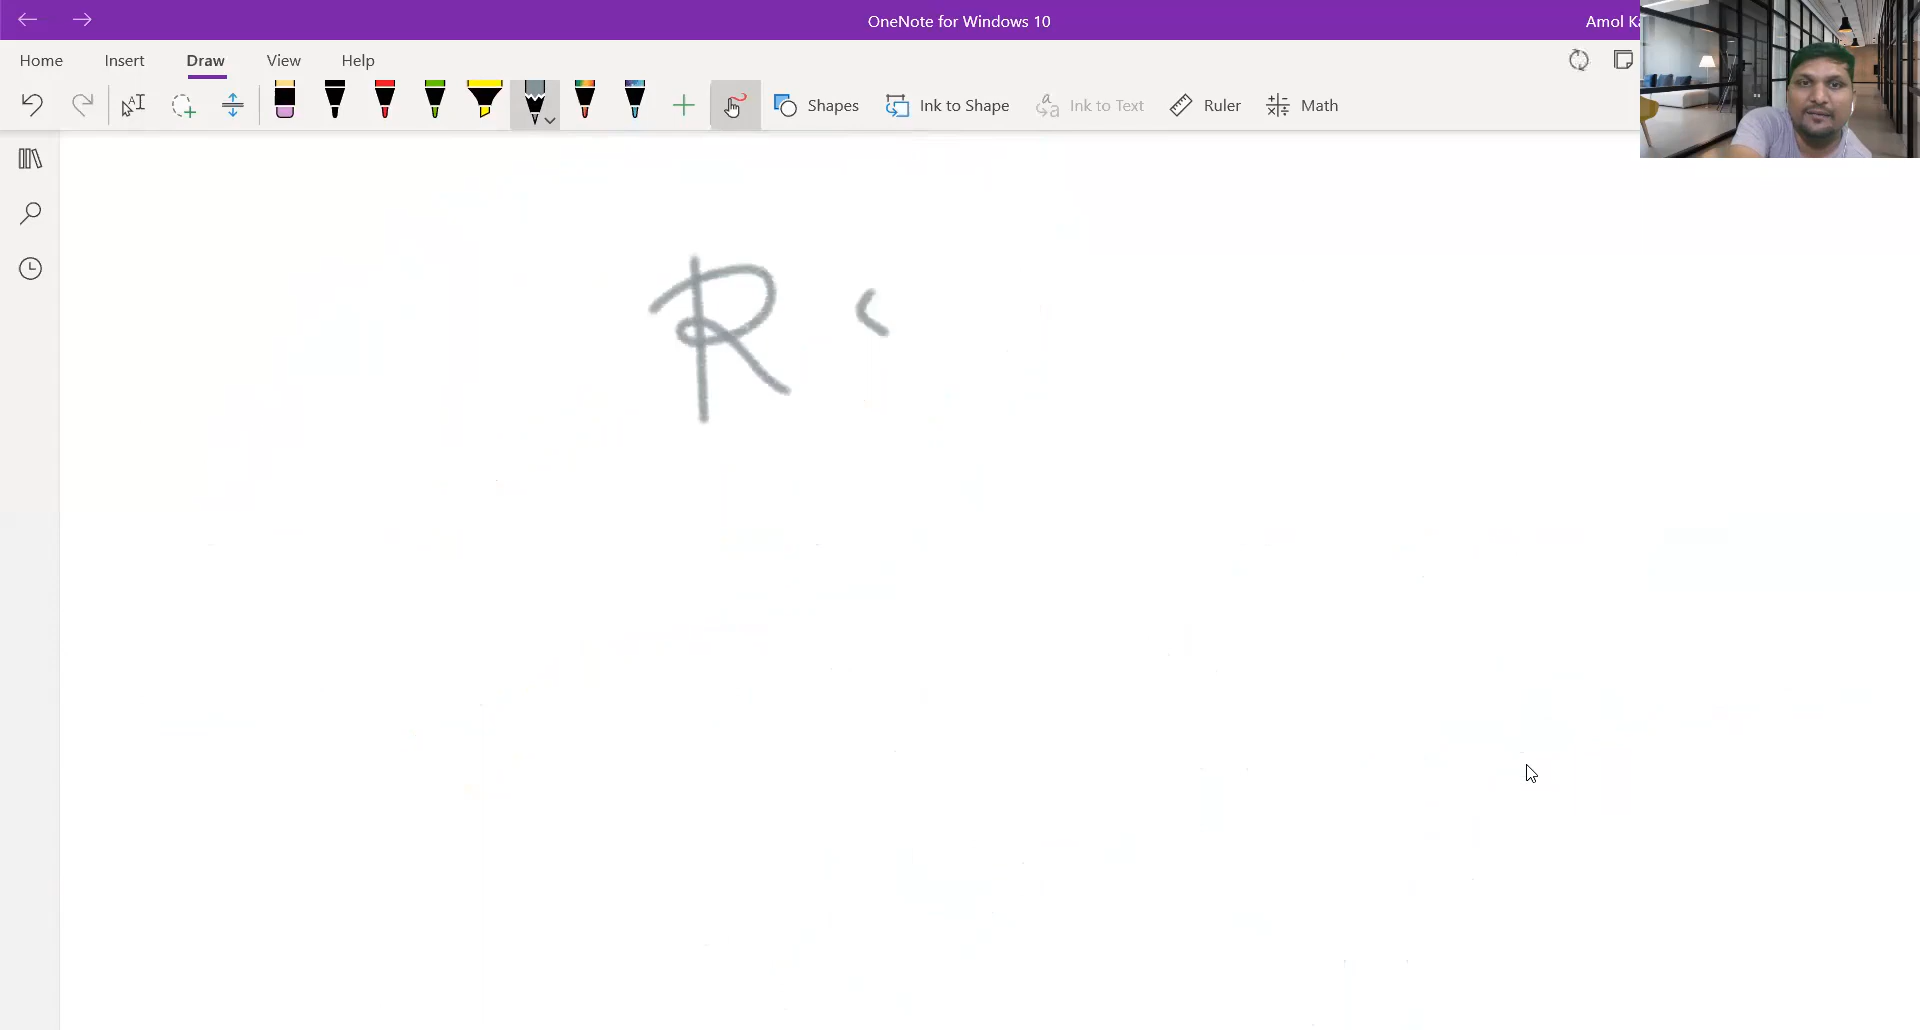 OneNote for Windows 10 Amol Ka
Home Insert Draw View Help
Shapes Ink to Shape Ink to Text Ruler Math
R